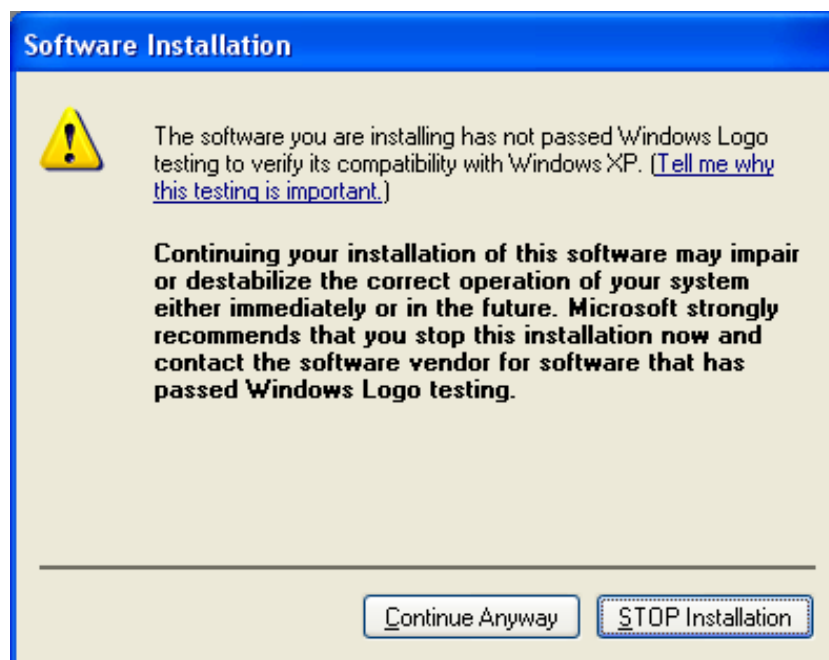 Software Installation
The software you are installing has not passed Windows Logo
testing to verify its compatibility with Windows XP. (Tell me why
this testing is important.)
Continuing your installation of this software may impair
or destabilize the correct operation of your system
either immediately or in the future. Microsoft strongly
recommends that you stop this installation now and
contact the software vendor for software that has
passed Windows Logo testing.
Continue Anyway
STOP Installation